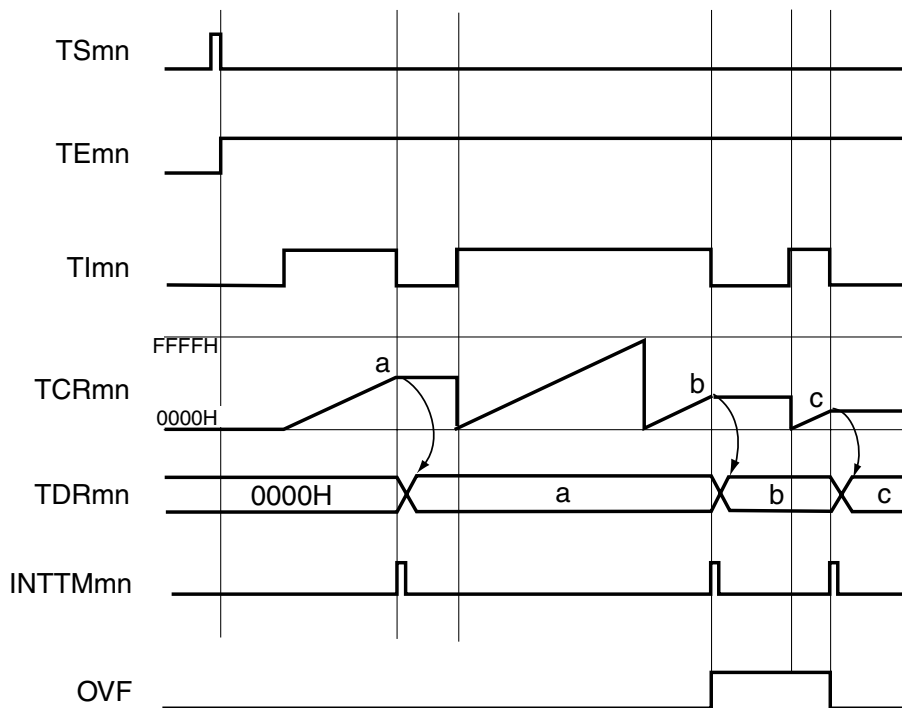 TSmn
TEmn
TImn
FFFFH
TCRmn
0000H
a
b
c
TDRmn
0000H
a
b
c
INTTMmn
OVF